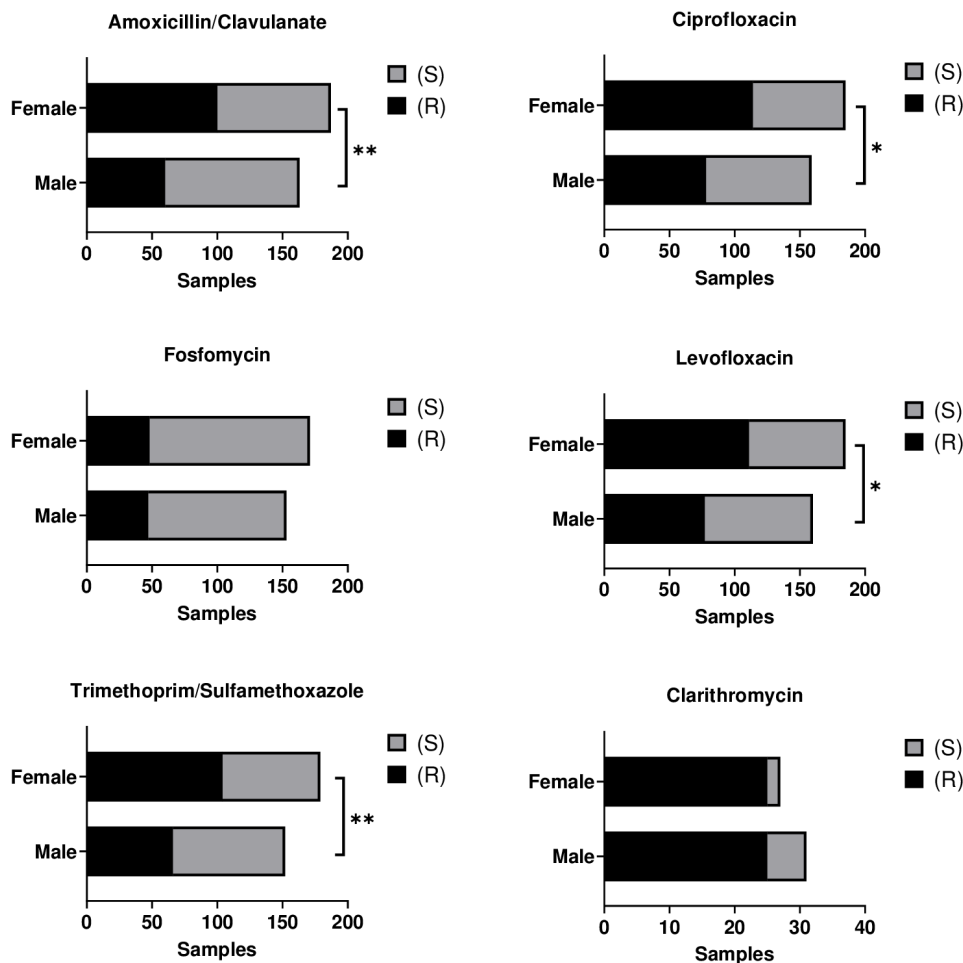 Amoxicillin/Clavulanate
(S)
(R)
Female
Male
**
0 50 100 150 200
Samples
Ciprofloxacin
(S)
(R)
Female
Male
*
0 50 100 150 200
Samples
Fosfomycin
(S)
(R)
Female
Male
0 50 100 150 200
Samples
Levofloxacin
(S)
(R)
Female
Male
*
0 50 100 150 200
Samples
Trimethoprim/Sulfamethoxazole
(S)
(R)
Female
Male
**
0 50 100 150 200
Samples
Clarithromycin
(S)
(R)
Female
Male
0 10 20 30 40
Samples